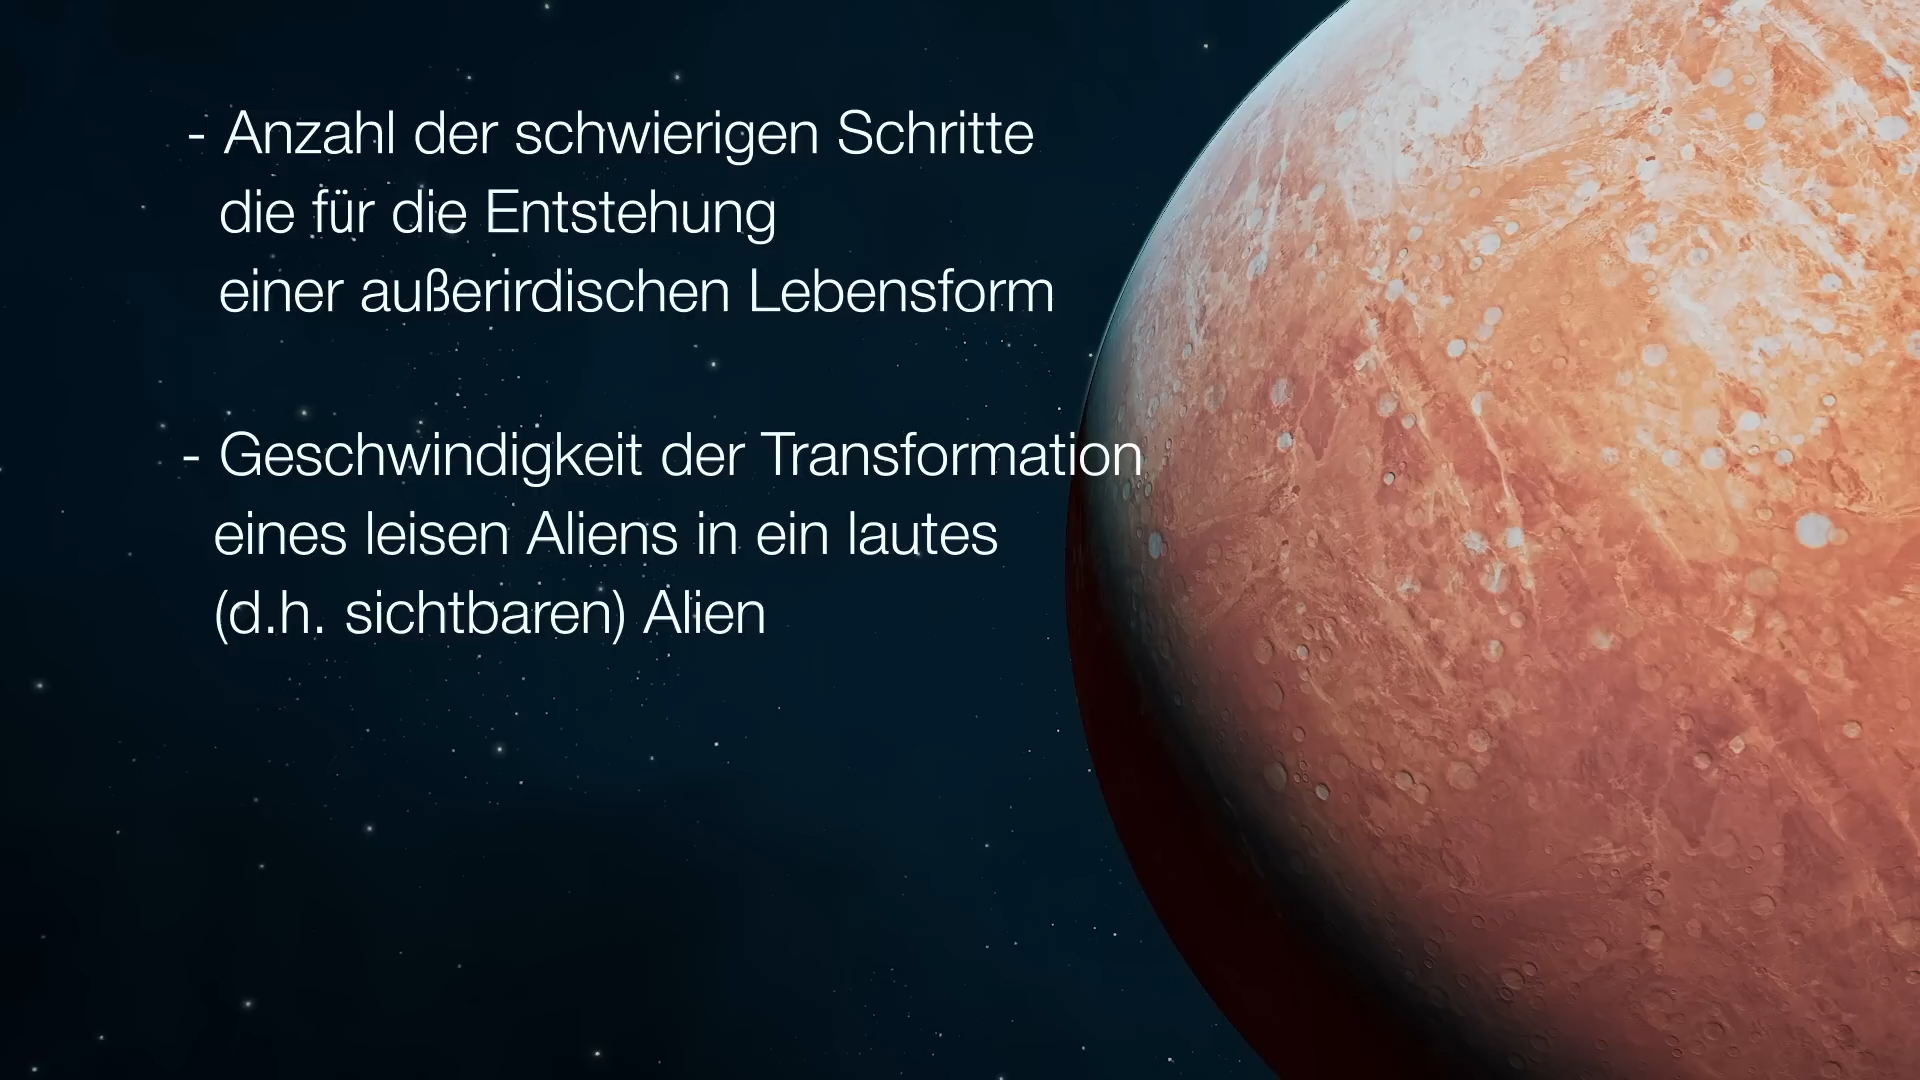 - Anzahl der schwierigen Schritte
die für die Entstehung
einer außerirdischen Lebensform
- Geschwindigkeit der Transformation
eines leisen Aliens in ein lautes
(d.h. sichtbaren) Alien